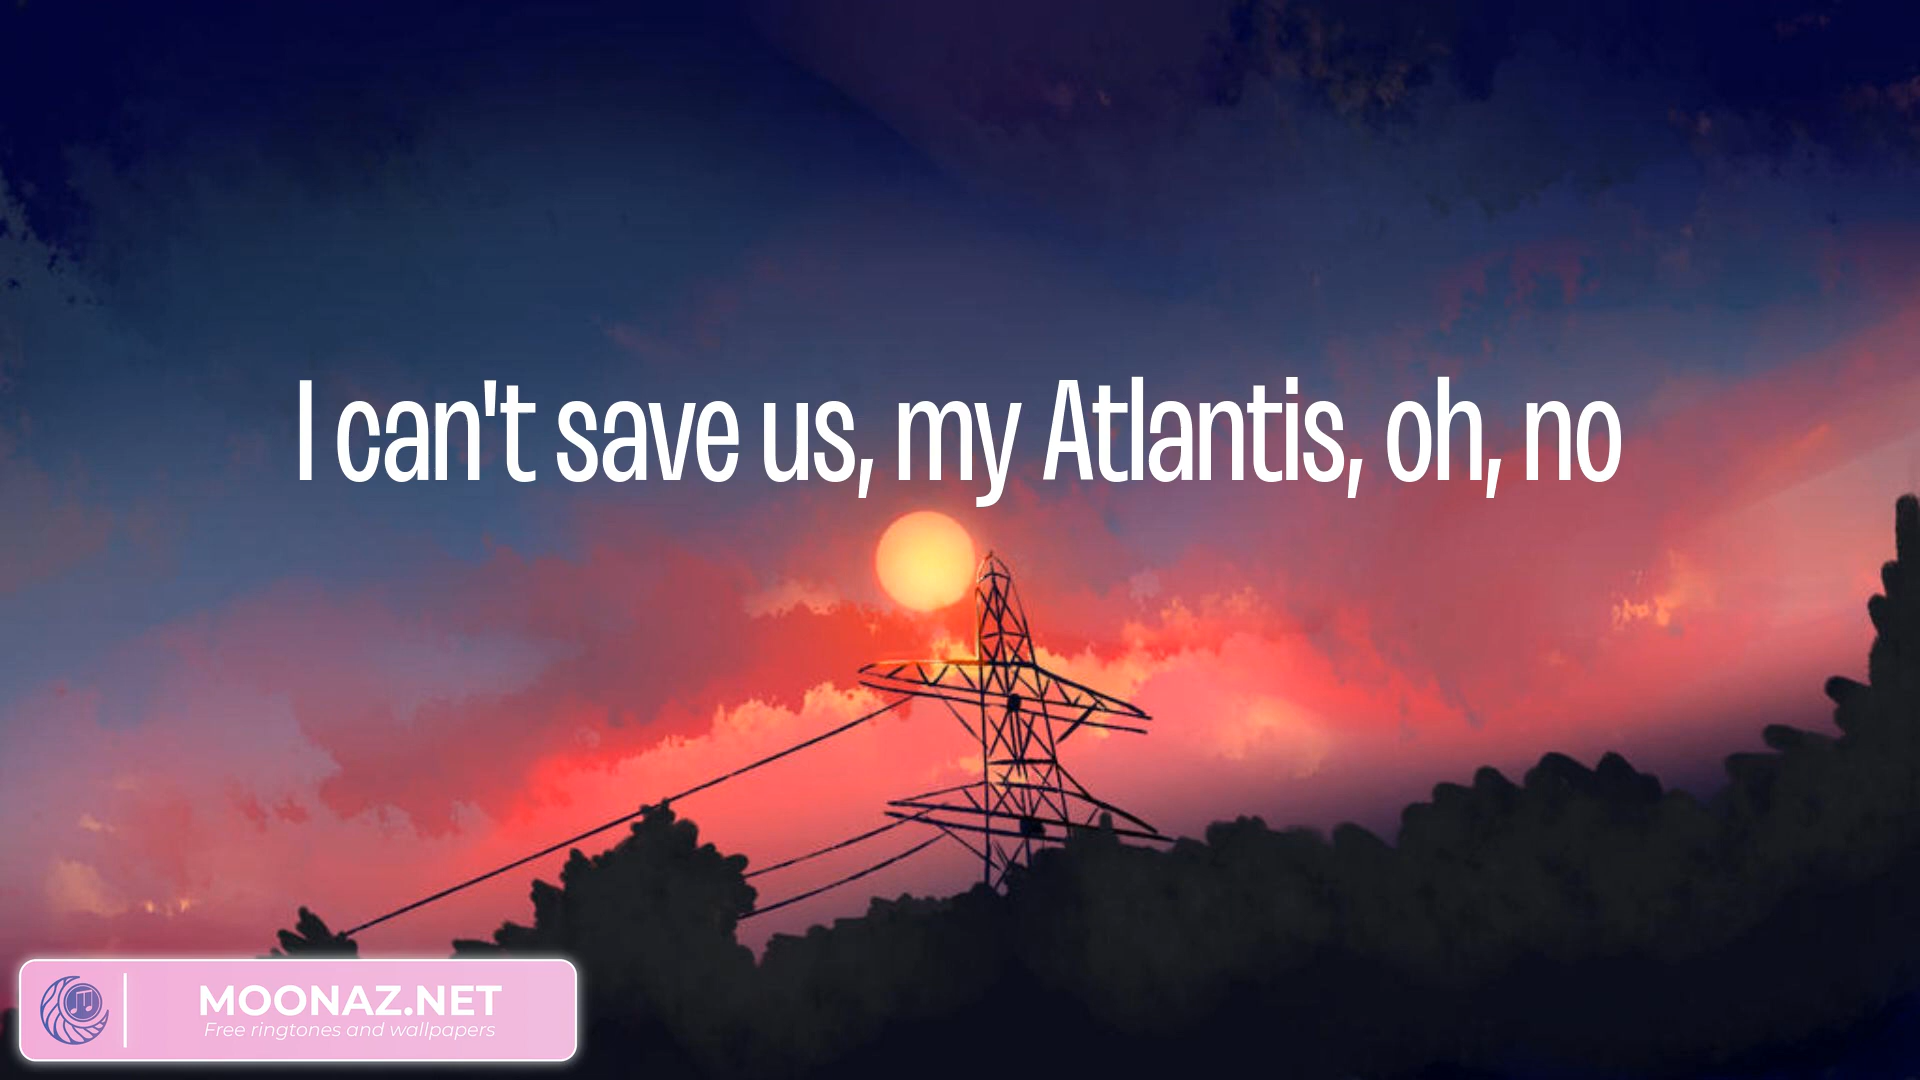 I can't save us, my Atlantis, oh, no
MOONAZ.NET
Free ringtones and wallpapers